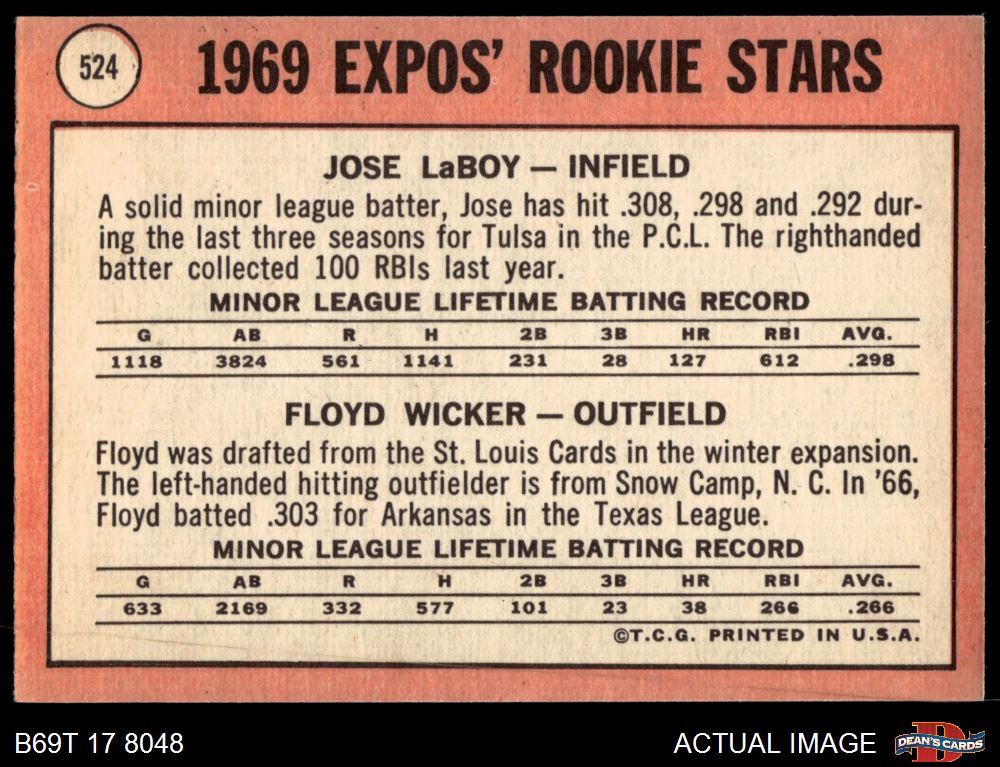 524
1969 EXPOS' ROOKIE STARS
JOSE LaBOY — INFIELD
A solid minor league batter, Jose has hit .308, .298 and .292 dur-
ing the last three seasons for Tulsa in the P.C.L. The righthanded
batter collected 100 RBIs last year.
MINOR LEAGUE LIFETIME BATTING RECORD
G AB R H 2B 3B HR RBI AVG.
1118 3824 561 1141 231 28 127 612 .298
FLOYD WICKER — OUTFIELD
Floyd was drafted from the St. Louis Cards in the winter expansion.
The left-handed hitting outfielder is from Snow Camp, N. C. In '66,
Floyd batted .303 for Arkansas in the Texas League.
MINOR LEAGUE LIFETIME BATTING RECORD
G AB R H 2B 3B HR RBI AVG.
633 2169 332 577 101 23 38 266 .266
©T.C.G. PRINTED IN U.S.A.
B69T 17 8048
ACTUAL IMAGE
D
DEAN'S CARDS